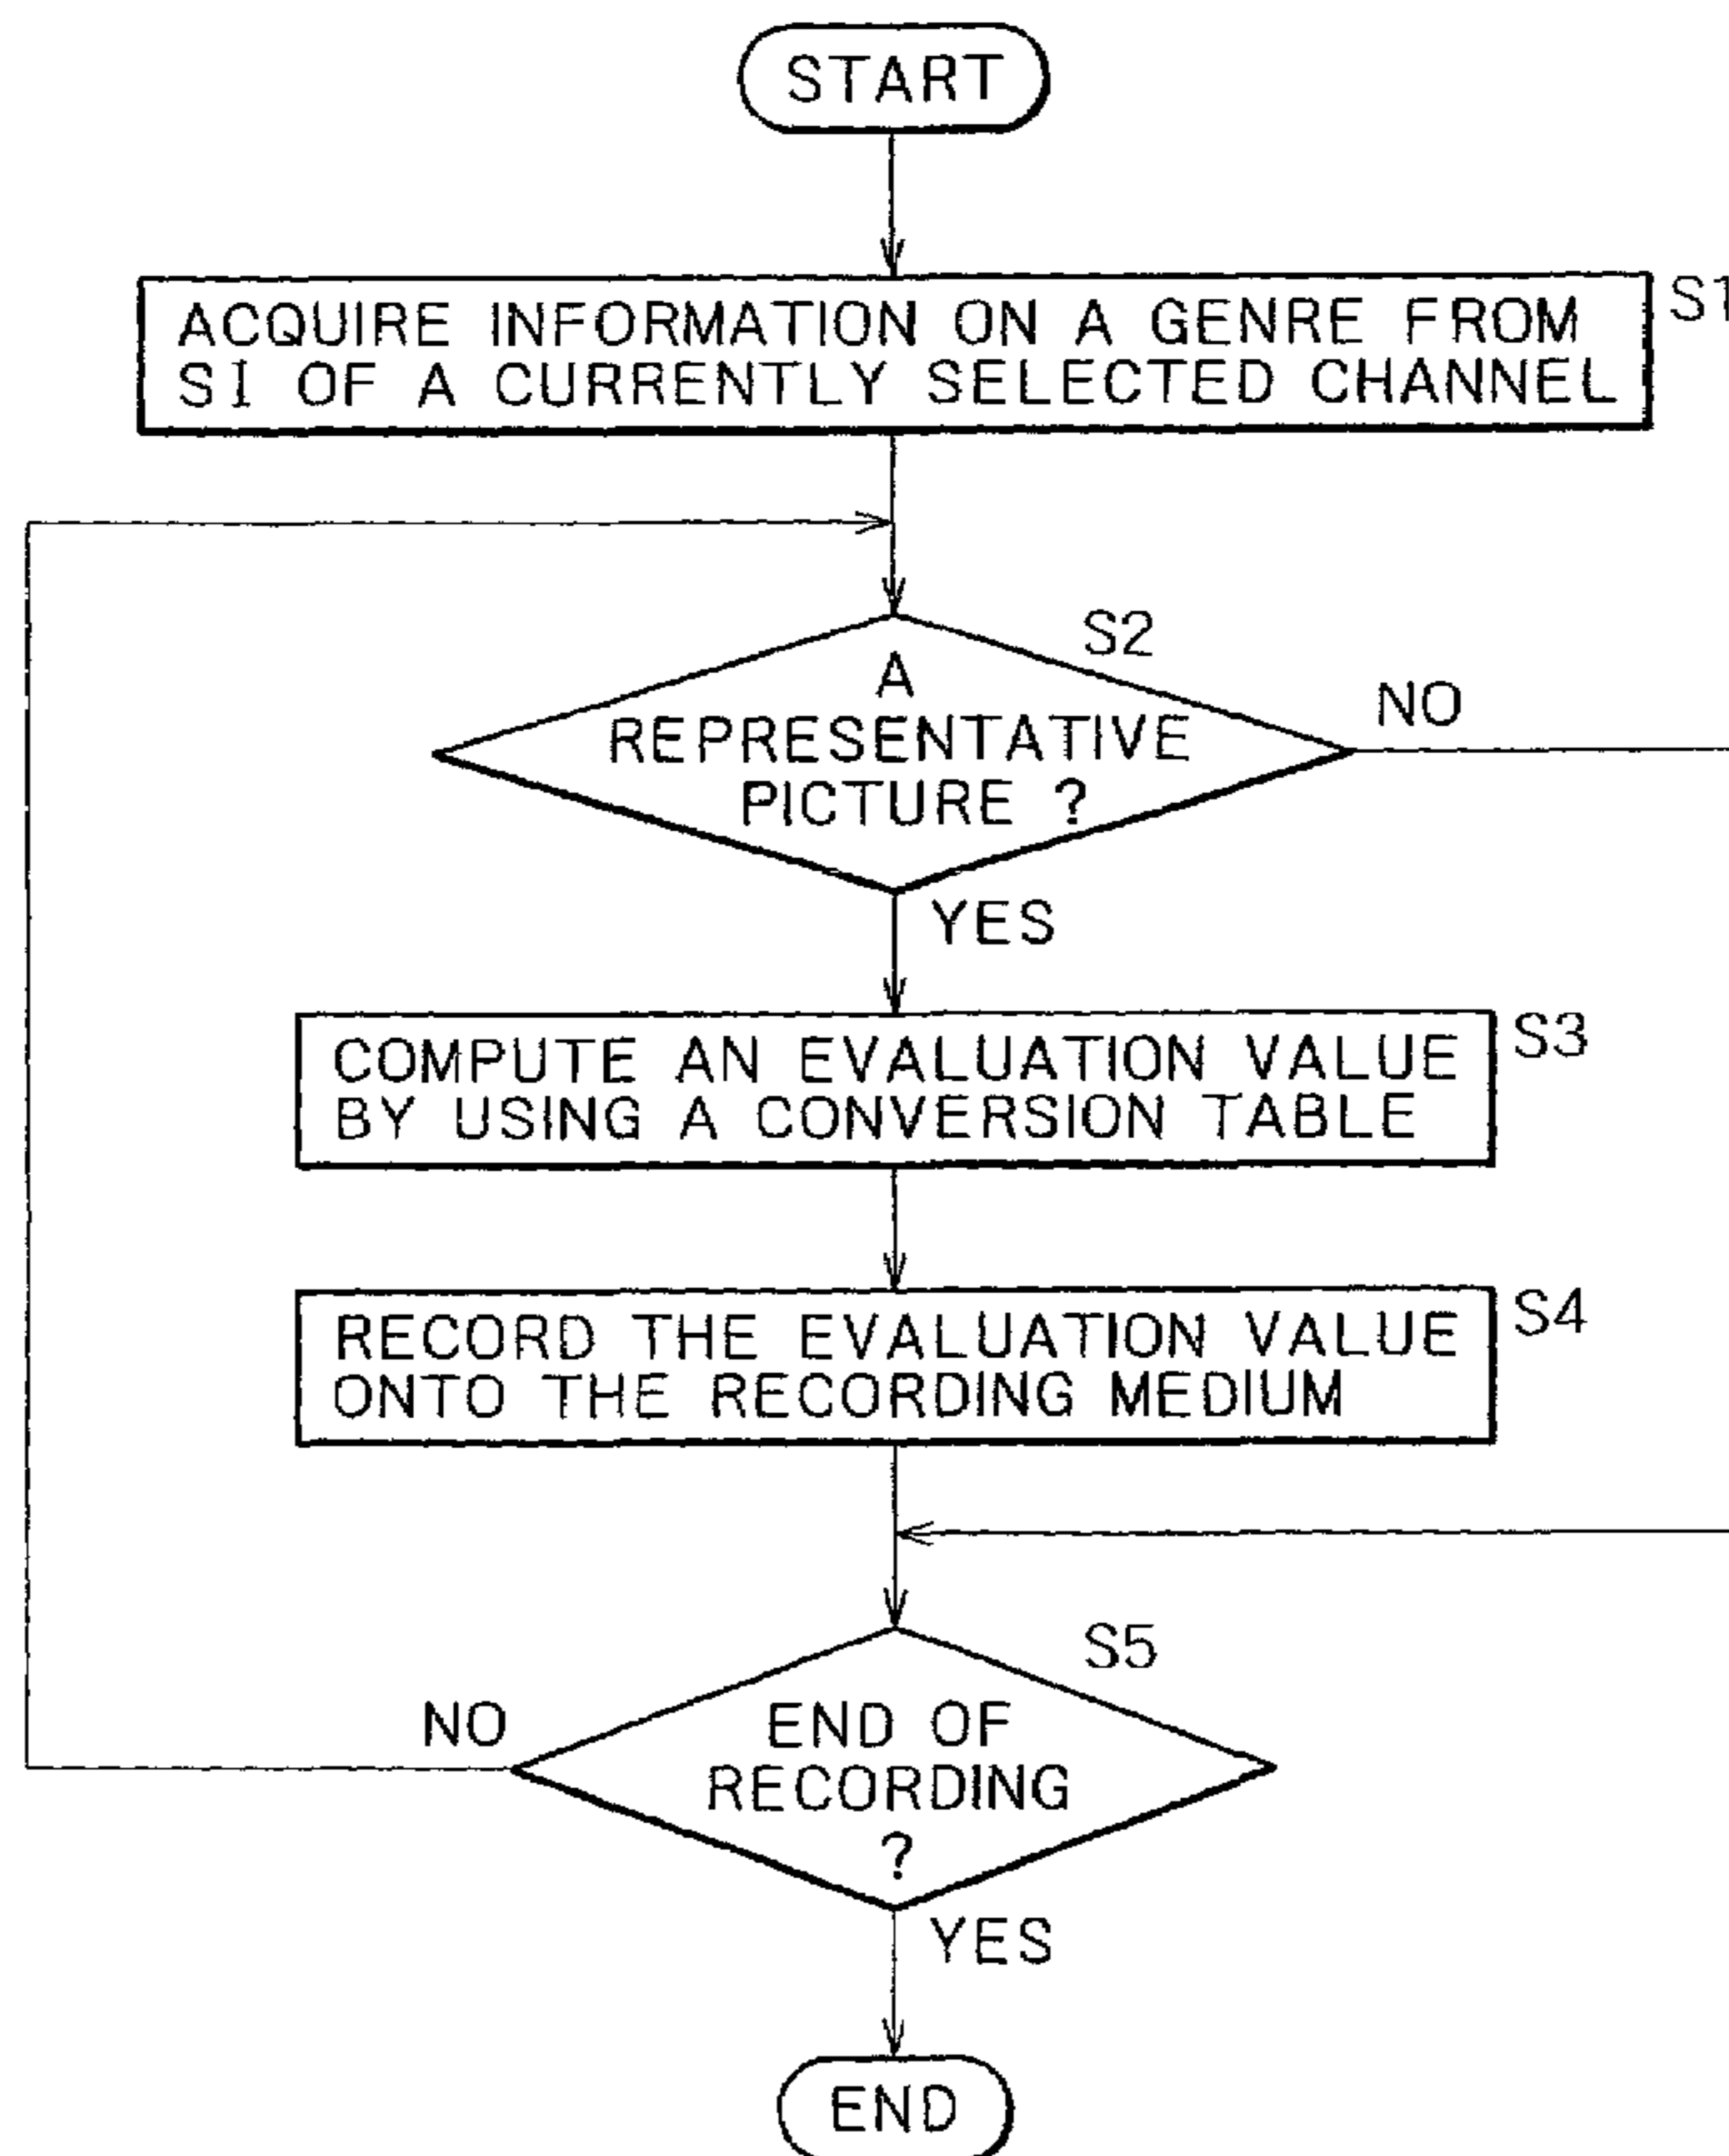 START
ACQUIRE INFORMATION ON A GENRE FROM
SI OF A CURRENTLY SELECTED CHANNEL
S1
S2
A
REPRESENTATIVE
PICTURE ?
NO
YES
COMPUTE AN EVALUATION VALUE
BY USING A CONVERSION TABLE
S3
RECORD THE EVALUATION VALUE
ONTO THE RECORDING MEDIUM
S4
S5
NO
END OF
RECORDING
?
YES
END